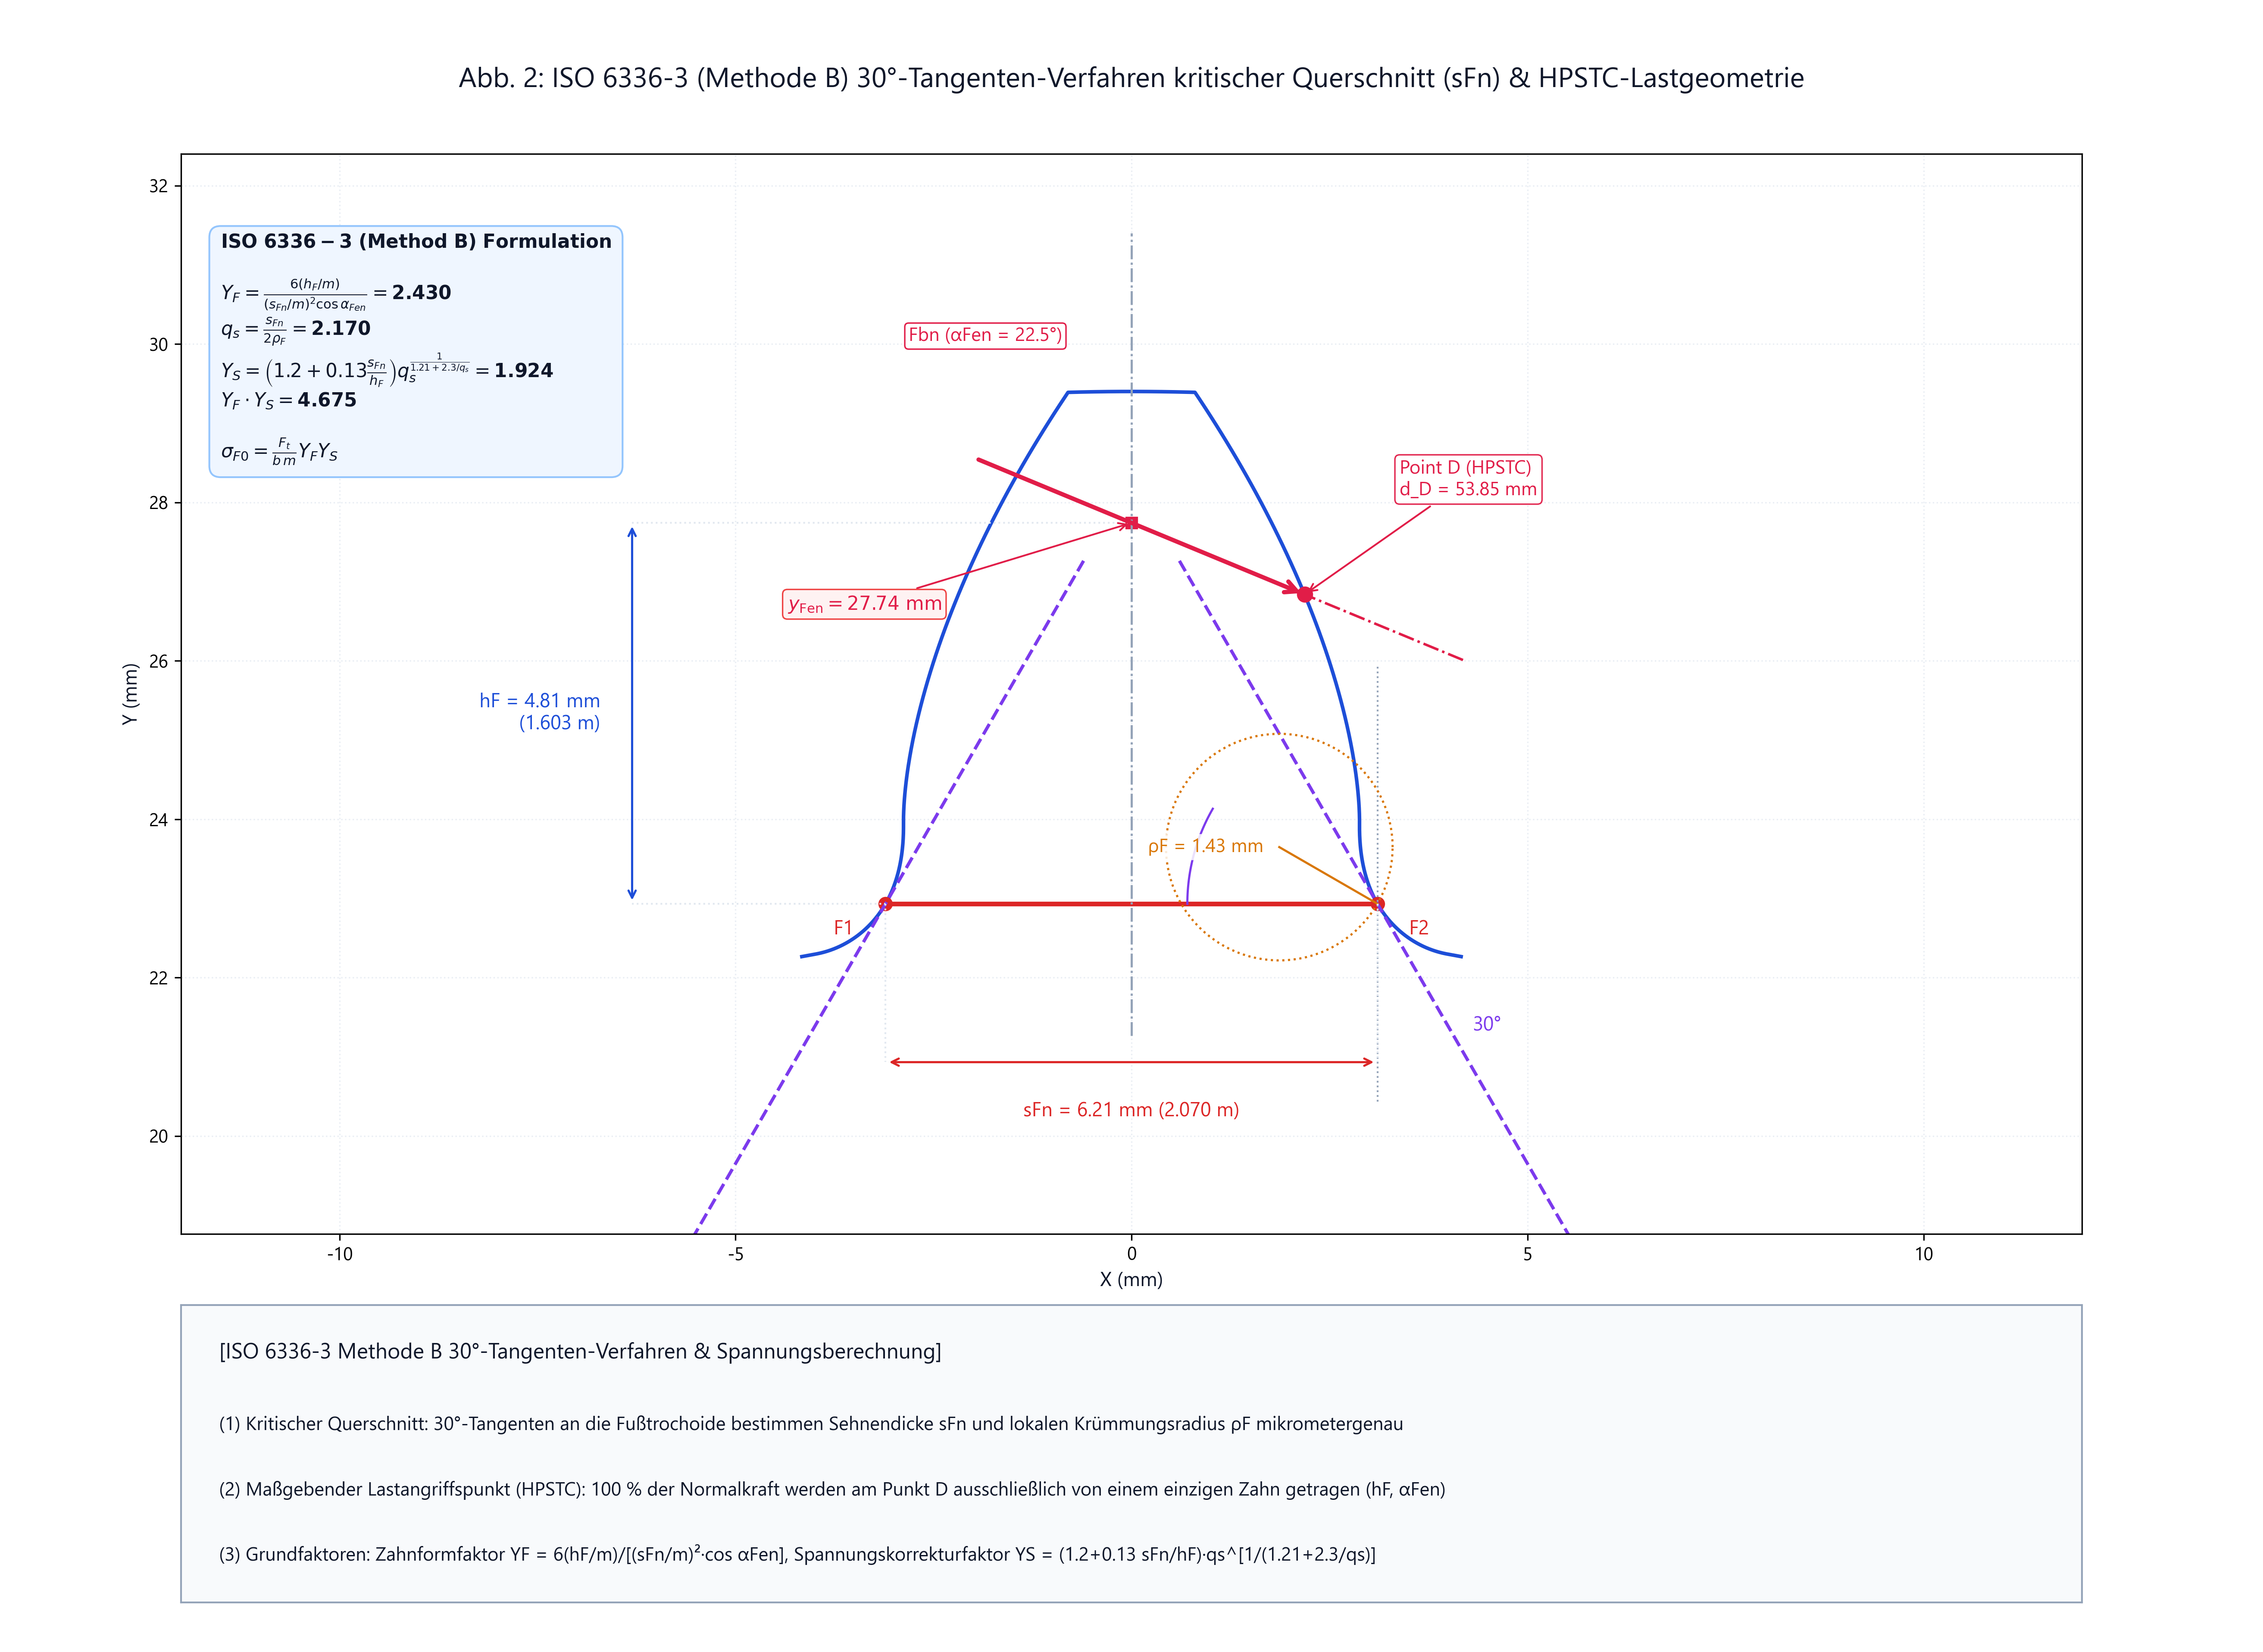 Abb. 2: ISO 6336-3 (Methode B) 30°-Tangenten-Verfahren kritischer Querschnitt (sFn) & HPSTC-Lastgeometrie
ISO 6336 − 3 (Method B) Formulation
Y_F = 6(h_F/m) / ((s_Fn/m)² cos α_Fen) = 2.430
q_s = s_Fn / (2ρ_F) = 2.170
Y_S = (1.2 + 0.13 s_Fn/h_F) q_s^(1/(1.21+2.3/q_s)) = 1.924
Y_F · Y_S = 4.675
σ_F0 = F_t/(b m) Y_F Y_S
Fbn (αFen = 22.5°)
Point D (HPSTC)
d_D = 53.85 mm
y_Fen = 27.74 mm
hF = 4.81 mm
(1.603 m)
ρF = 1.43 mm
F1
F2
30°
sFn = 6.21 mm (2.070 m)
32
30
28
26
24
22
20
Y (mm)
-10
-5
0
5
10
X (mm)
[ISO 6336-3 Methode B 30°-Tangenten-Verfahren & Spannungsberechnung]
(1) Kritischer Querschnitt: 30°-Tangenten an die Fußtrochoide bestimmen Sehnendicke sFn und lokalen Krümmungsradius ρF mikrometergenau
(2) Maßgebender Lastangriffspunkt (HPSTC): 100 % der Normalkraft werden am Punkt D ausschließlich von einem einzigen Zahn getragen (hF, αFen)
(3) Grundfaktoren: Zahnformfaktor YF = 6(hF/m)/[(sFn/m)²·cos αFen], Spannungskorrekturfaktor YS = (1.2+0.13 sFn/hF)·qs^[1/(1.21+2.3/qs)]